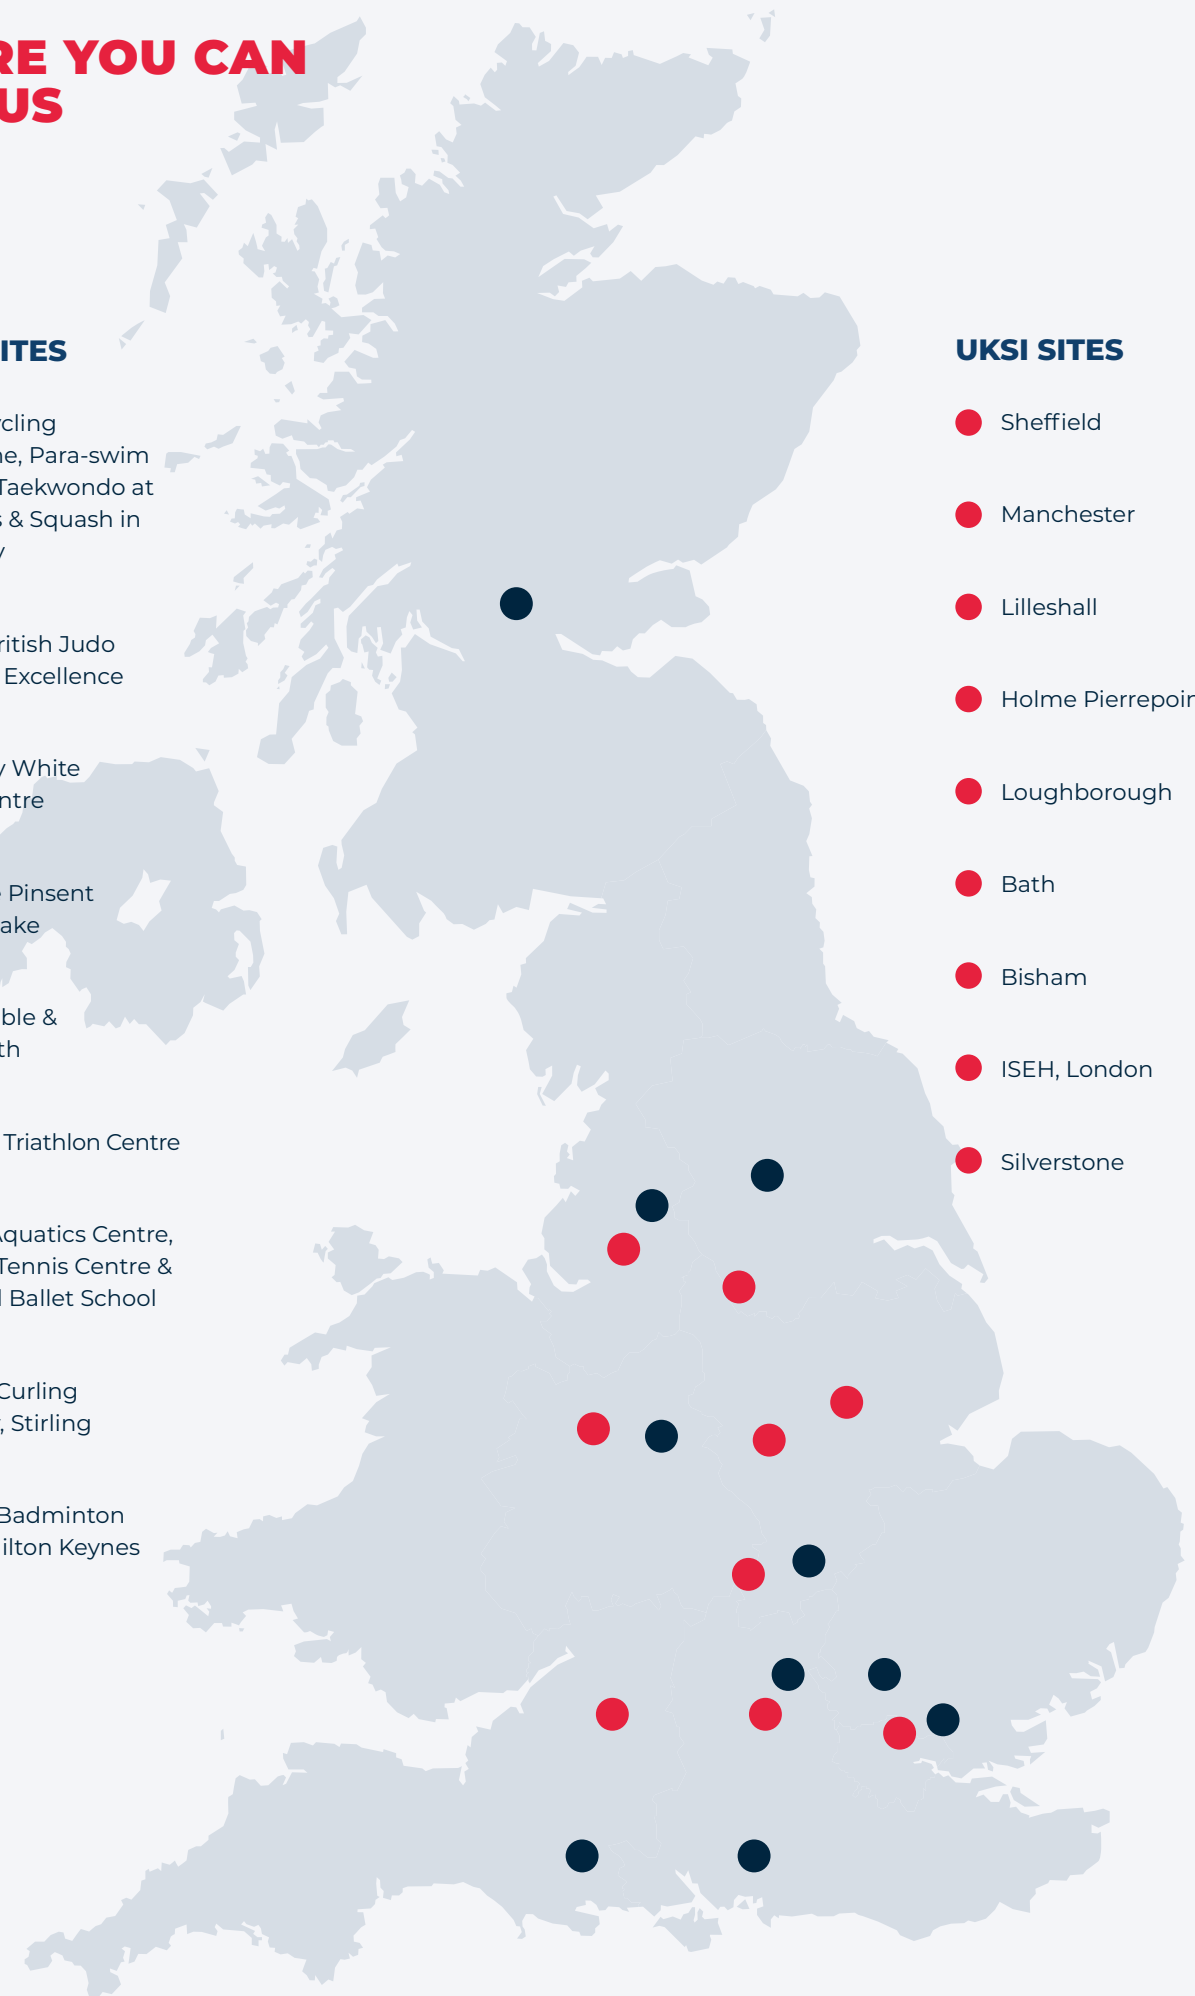 RE YOU CAN
US
ITES
cling
e, Para-swim
Taekwondo at
s & Squash in
y
ritish Judo
Excellence
y White
ntre
e Pinsent
ake
ble &
th
Triathlon Centre
Aquatics Centre,
Tennis Centre &
l Ballet School
Curling
, Stirling
Badminton
ilton Keynes
UKSI SITES
Sheffield
Manchester
Lilleshall
Holme Pierrepoin
Loughborough
Bath
Bisham
ISEH, London
Silverstone